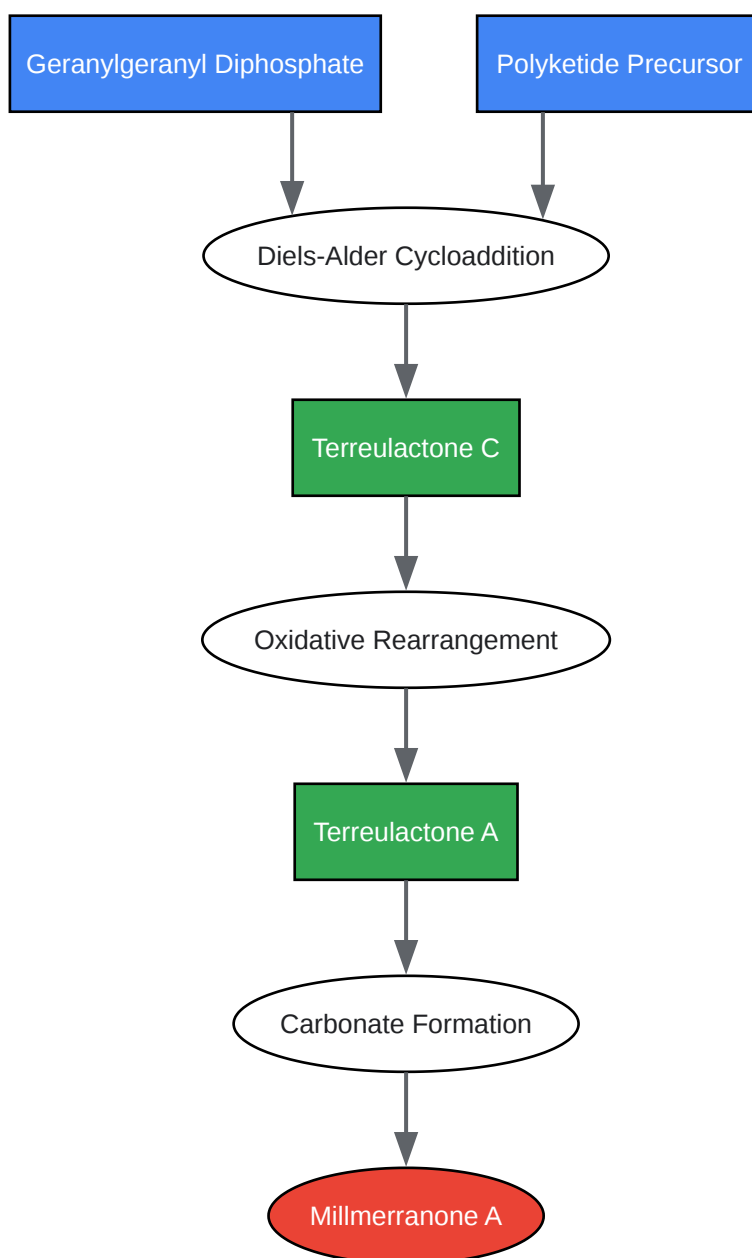 Geranylgeranyl Diphosphate
Polyketide Precursor
Diels-Alder Cycloaddition
Terreulactone C
Oxidative Rearrangement
Terreulactone A
Carbonate Formation
Millmerranone A